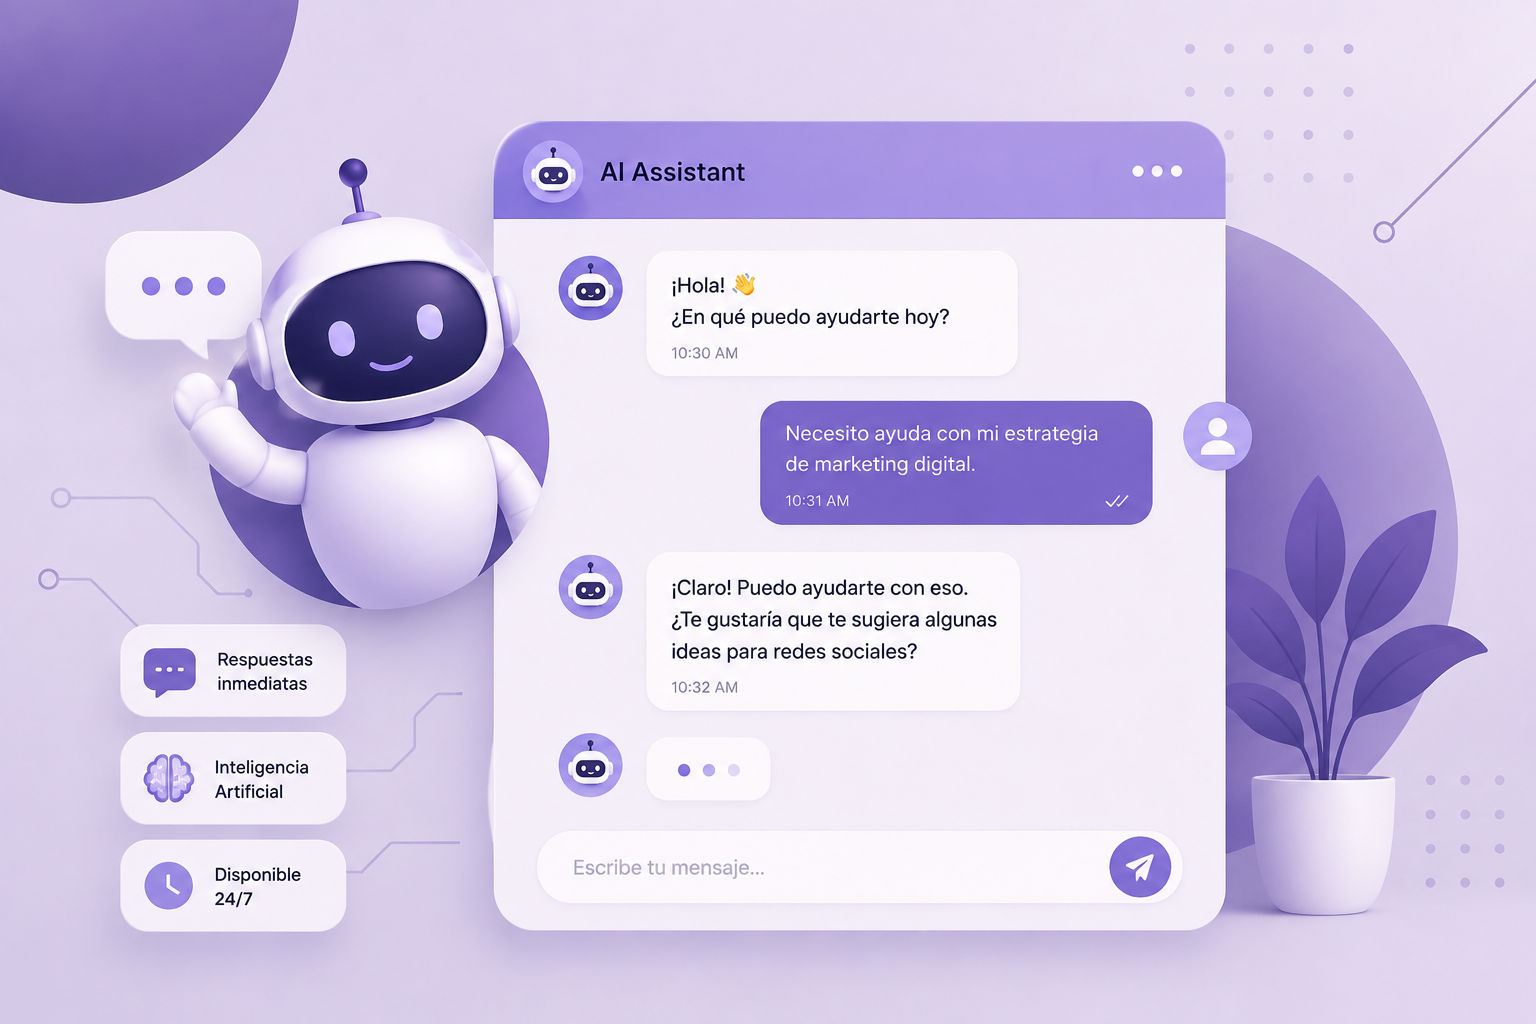 AI Assistant
¡Hola! 👋
¿En qué puedo ayudarte hoy?
10:30 AM
Necesito ayuda con mi estrategia
de marketing digital.
10:31 AM
¡Claro! Puedo ayudarte con eso.
¿Te gustaría que te sugiera algunas
ideas para redes sociales?
10:32 AM
Escribe tu mensaje...
Respuestas
inmediatas
Inteligencia
Artificial
Disponible
24/7